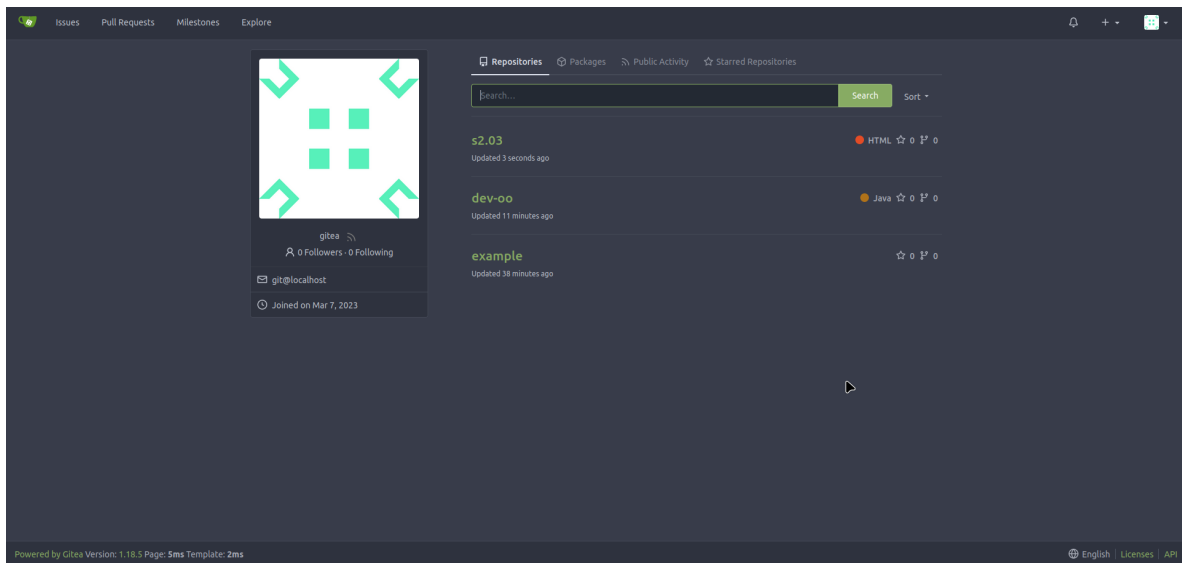 Issues Pull Requests Milestones Explore
Repositories Packages Public Activity Starred Repositories
Search... Search Sort
s2.03 HTML 0 0
Updated 3 seconds ago
dev-oo Java 0 0
Updated 11 minutes ago
example 0 0
Updated 38 minutes ago
gitea
0 Followers · 0 Following
git@localhost
Joined on Mar 7, 2023
Powered by Gitea Version: 1.18.5 Page: 5ms Template: 2ms English Licenses API